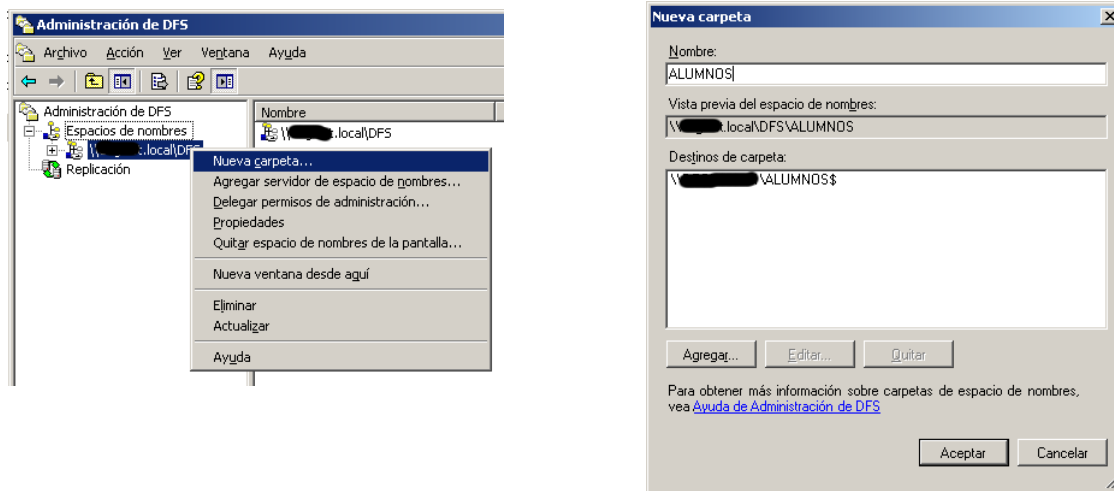 Administración de DFS
Archivo Acción Ver Ventana Ayuda
Administración de DFS
Espacios de nombres
\\ .local\DFS
Replicación
Nombre
\\ .local\DFS
Nueva carpeta...
Agregar servidor de espacio de nombres...
Delegar permisos de administración...
Propiedades
Quitar espacio de nombres de la pantalla...
Nueva ventana desde aquí
Eliminar
Actualizar
Ayuda
Nueva carpeta
Nombre:
ALUMNOS
Vista previa del espacio de nombres:
\\ .local\DFS\ALUMNOS
Destinos de carpeta:
\\ \ALUMNOS$
Agregar... Editar... Quitar
Para obtener más información sobre carpetas de espacio de nombres,
vea Ayuda de Administración de DFS
Aceptar Cancelar